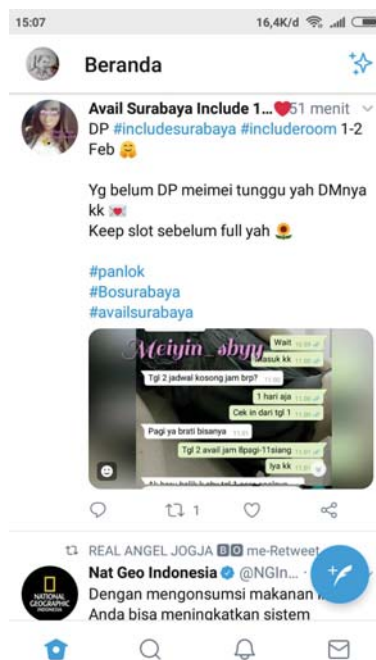 15:07
16,4K/d
Beranda
Avail Surabaya Include 1...❤51 menit
DP #includesurabaya #includeroom 1-2
Feb 🤗
Yg belum DP meimei tunggu yah DMnya
kk 💌
Keep slot sebelum full yah 🌻
#panlok
#Bosurabaya
#availsurabaya
Meiyin_sbyy
Wait
Masuk kk
Tgl 2 jadwal kosong jam brp?
1 hari aja
Cek in dari tgl 1
Pagi ya brati bisanya
Tgl 2 avail jam 8pagi-11siang
Iya kk
1
REAL ANGEL JOGJA 🅱🅾 me-Retweet
NATIONAL
GEOGRAPHIC
INDONESIA
Nat Geo Indonesia @NGIn... ·
Dengan mengonsumsi makanan
Anda bisa meningkatkan sistem